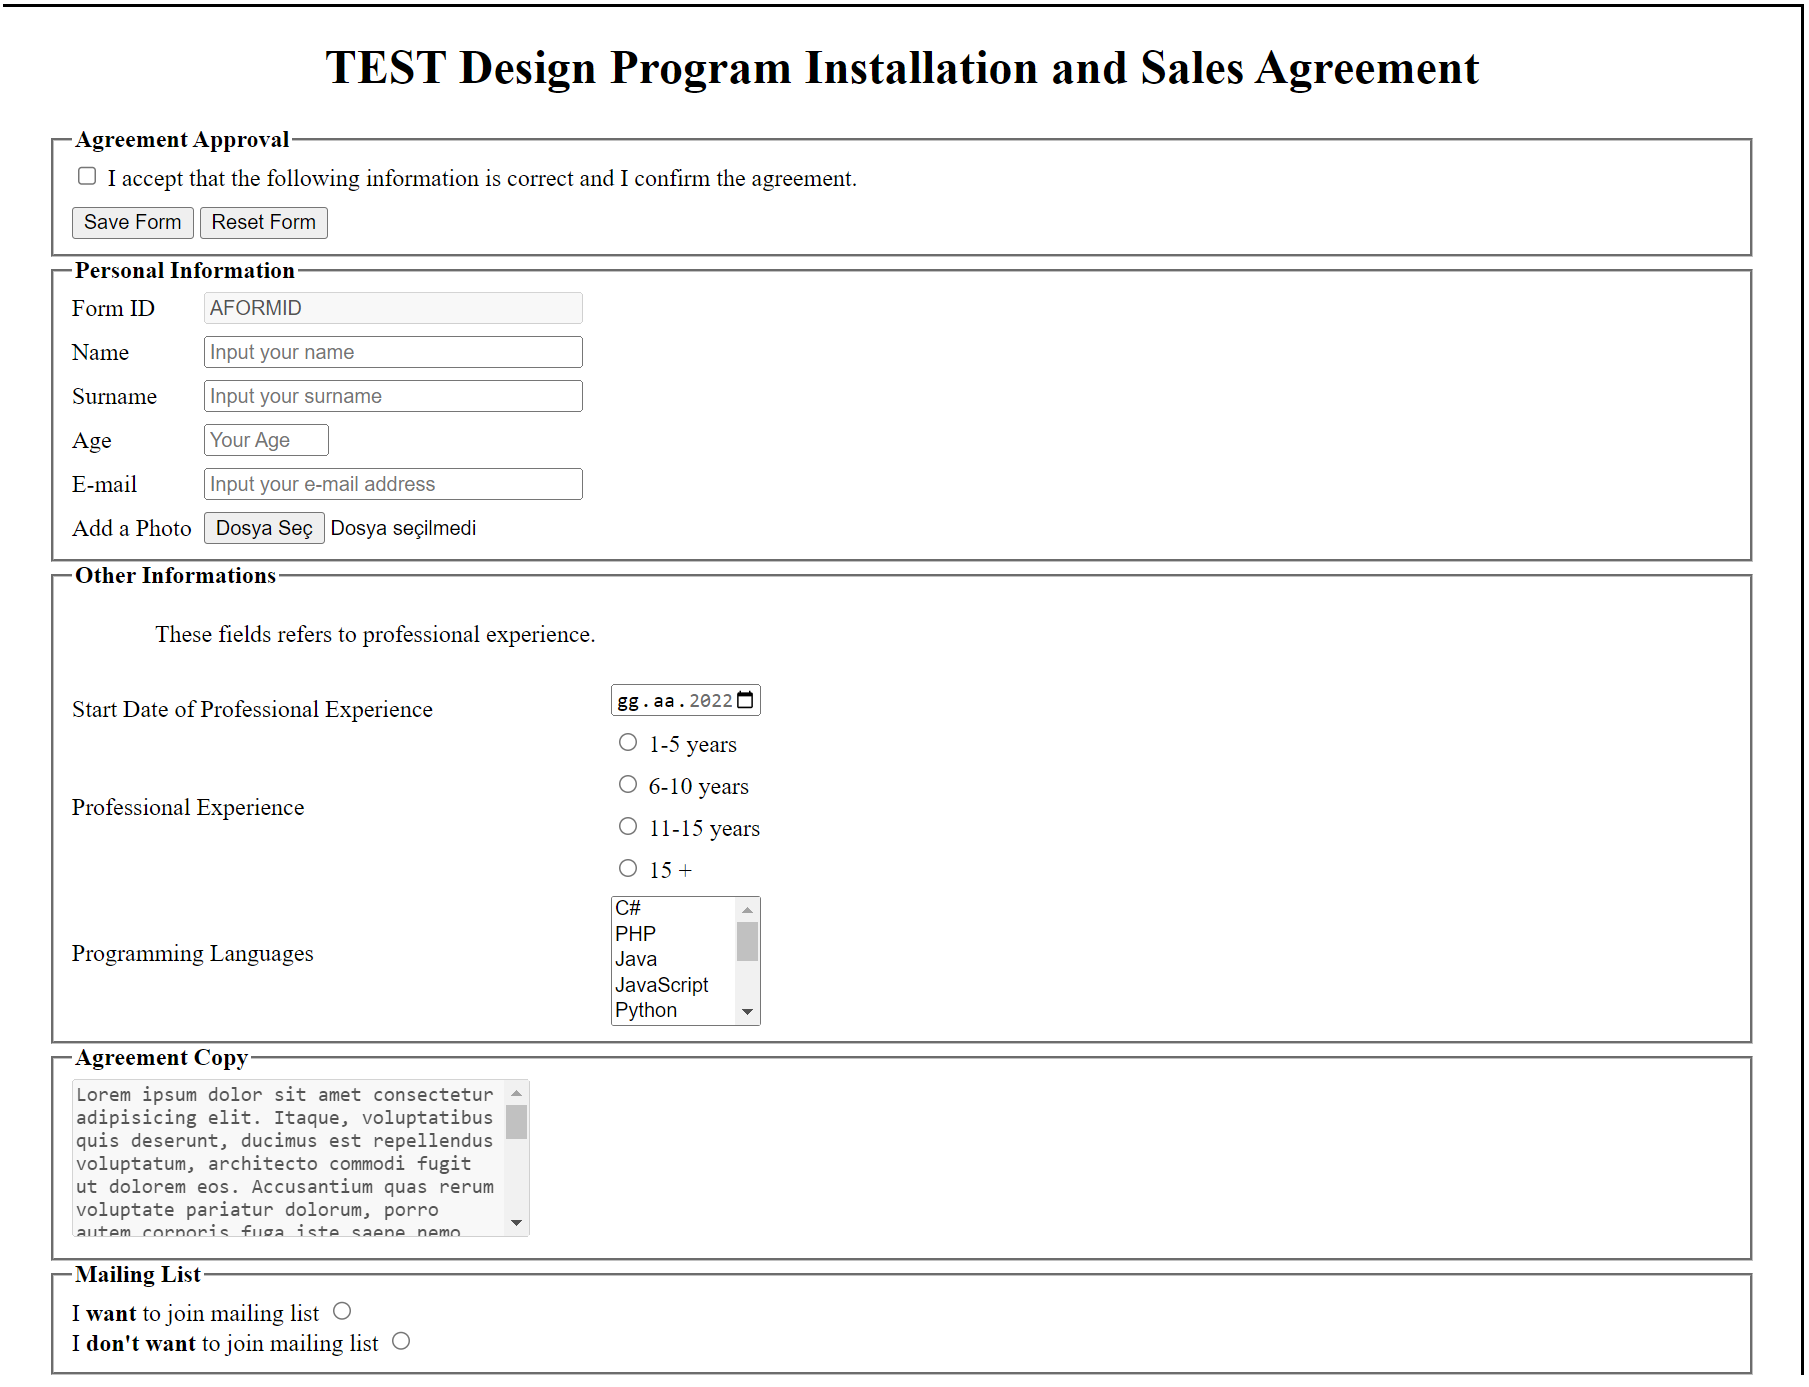 TEST Design Program Installation and Sales Agreement
Agreement Approval
I accept that the following information is correct and I confirm the agreement.
Save Form Reset Form
Personal Information
Form ID AFORMID
Name Input your name
Surname Input your surname
Age Your Age
E-mail Input your e-mail address
Add a Photo Dosya Seç Dosya seçilmedi
Other Informations
These fields refers to professional experience.
Start Date of Professional Experience gg.aa.2022
1-5 years
6-10 years
Professional Experience
11-15 years
15 +
C#
PHP
Java
Programming Languages
JavaScript
Python
Agreement Copy
Lorem ipsum dolor sit amet consectetur
adipisicing elit. Itaque, voluptatibus
quis deserunt, ducimus est repellendus
voluptatum, architecto commodi fugit
ut dolorem eos. Accusantium quas rerum
voluptate pariatur dolorum, porro
autem corporis fuga iste saepe nemo
Mailing List
I want to join mailing list
I don't want to join mailing list